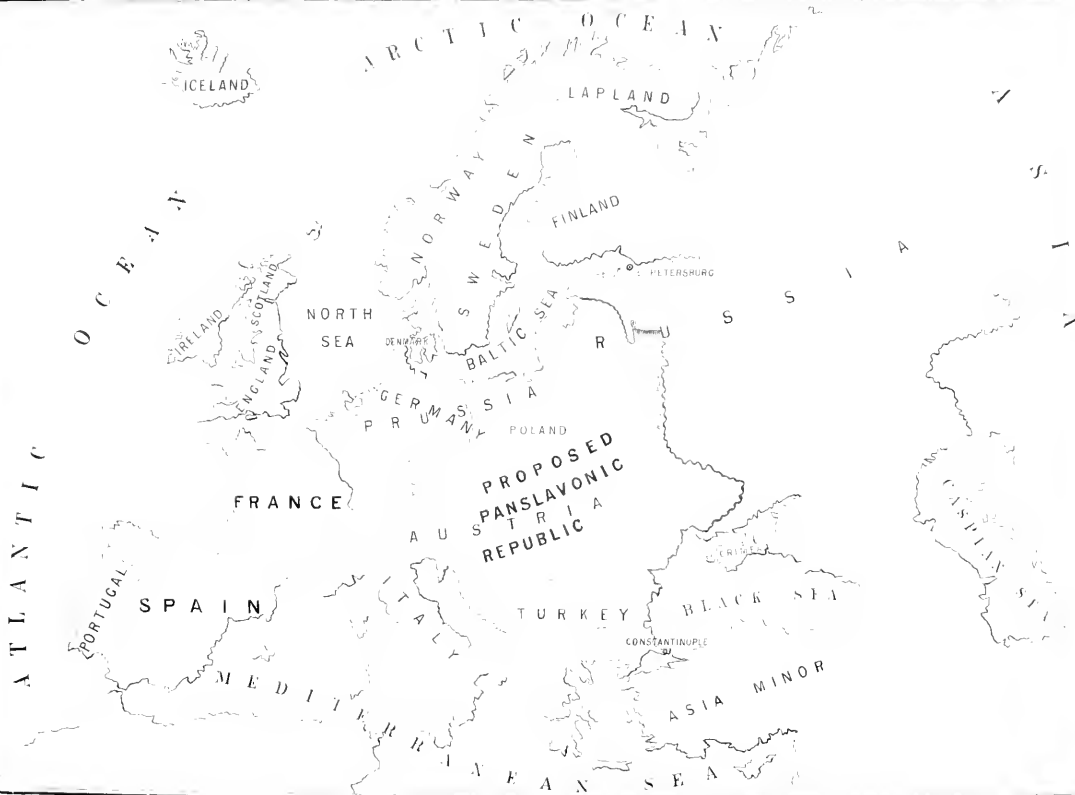 ARCTIC OCEAN
ICELAND
LAPLAND
NORWAY
SWEDEN
FINLAND
PETERSBURG
ATLANTIC OCEAN
SCOTLAND
IRELAND
ENGLAND
NORTH
SEA
DENMARK
BALTIC SEA
RUSSIA
GERMANY
PRUSSIA
POLAND
PROPOSED
PANSLAVONIC
REPUBLIC
FRANCE
AUSTRIA
CRIMEA
CASPIAN SEA
PORTUGAL
SPAIN
ITALY
TURKEY
BLACK SEA
CONSTANTINUPLE
ASIA MINOR
MEDITERRANEAN SEA